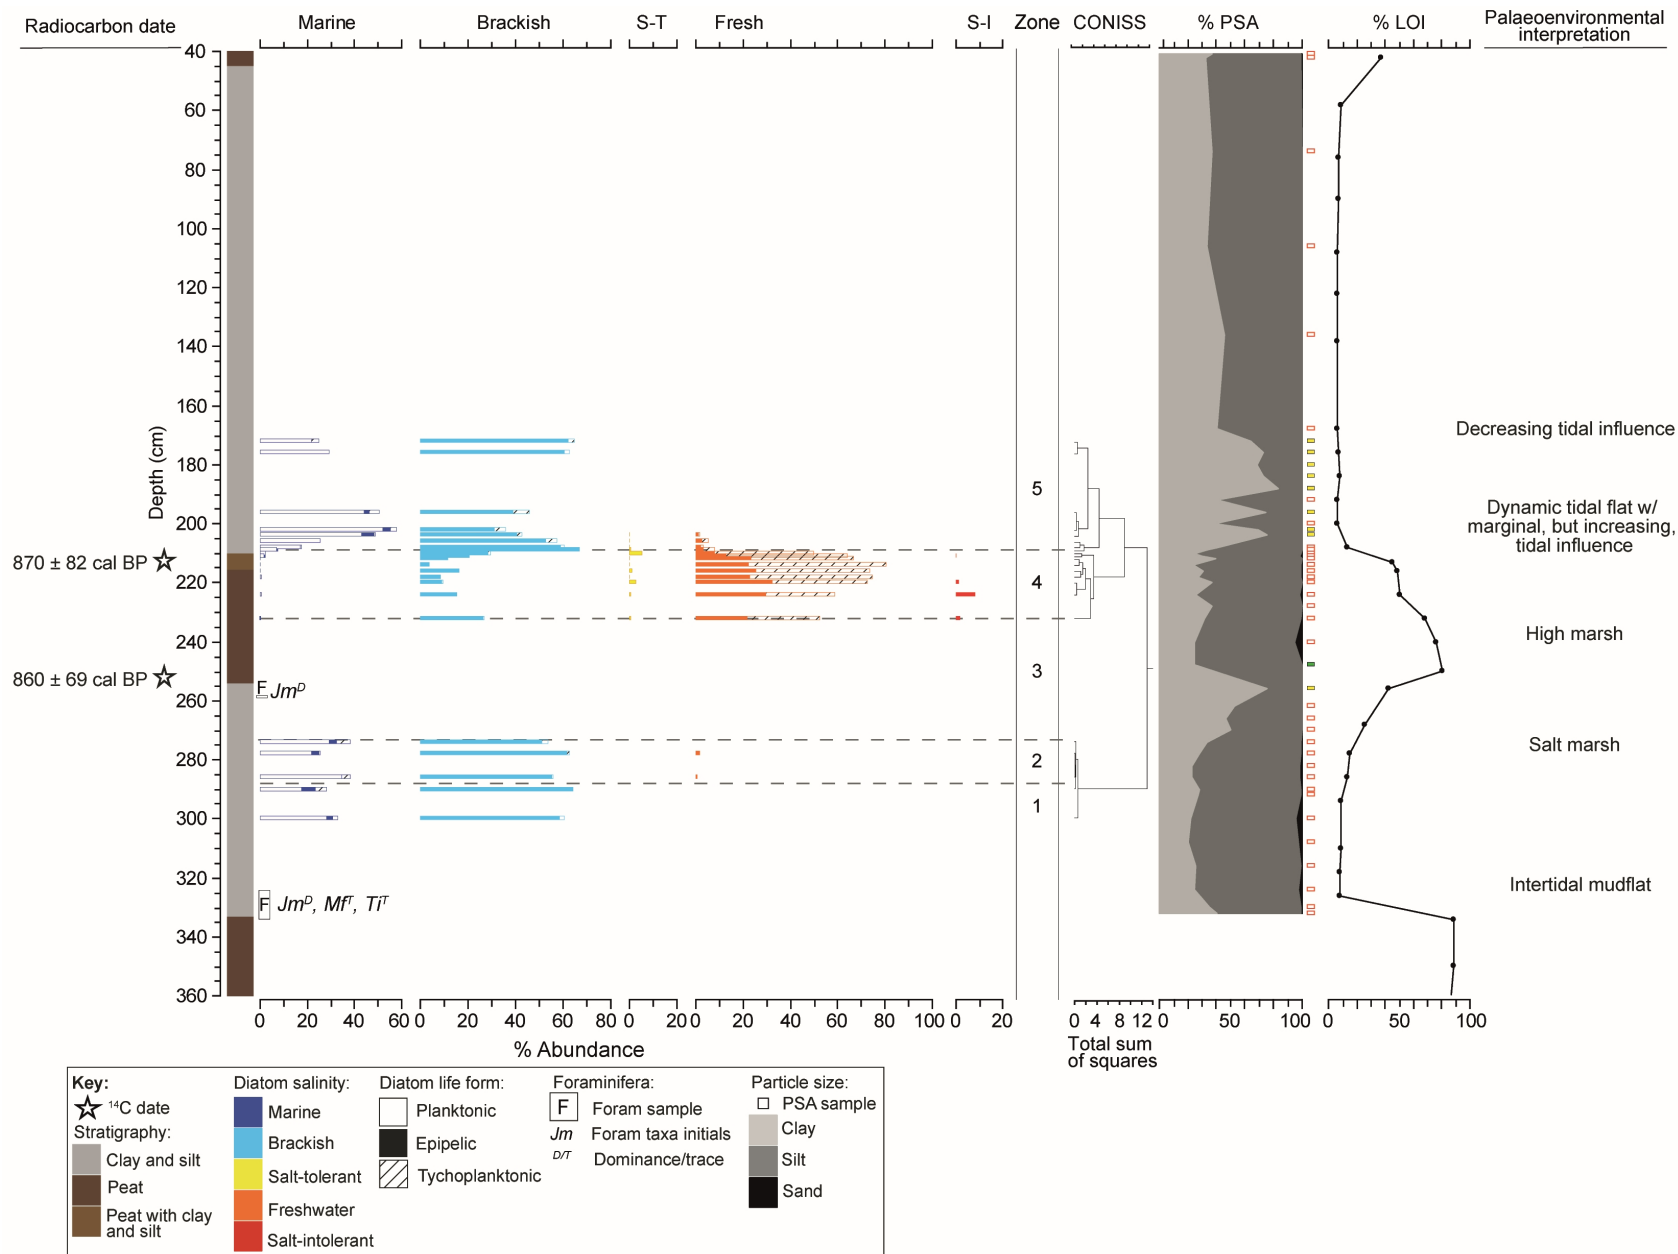 Radiocarbon date
Marine
Brackish
S-T
Fresh
S-I
Zone
CONISS
% PSA
% LOI
Palaeoenvironmental
interpretation
Depth (cm)
40
60
80
100
120
140
160
180
200
220
240
260
280
300
320
340
360
870 ± 82 cal BP
860 ± 69 cal BP
F Jmᴰ
F Jmᴰ, Mfᵀ, Tiᵀ
5
4
3
2
1
Decreasing tidal influence
Dynamic tidal flat w/
marginal, but increasing,
tidal influence
High marsh
Salt marsh
Intertidal mudflat
0 20 40 60
0 20 40 60 80
0 20
0 20 40 60 80 100
0 20
0 4 8 12
0 50 100
0 50 100
% Abundance
Total sum
of squares
Key:
¹⁴C date
Stratigraphy:
Clay and silt
Peat
Peat with clay
and silt
Diatom salinity:
Marine
Brackish
Salt-tolerant
Freshwater
Salt-intolerant
Diatom life form:
Planktonic
Epipelic
Tychoplanktonic
Foraminifera:
F Foram sample
Jm Foram taxa initials
ᴰ/ᵀ Dominance/trace
Particle size:
PSA sample
Clay
Silt
Sand